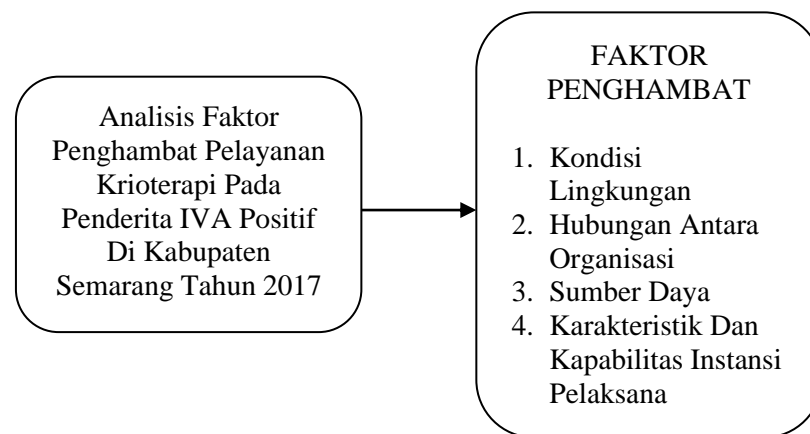 Analisis Faktor
Penghambat Pelayanan
Krioterapi Pada
Penderita IVA Positif
Di Kabupaten
Semarang Tahun 2017
FAKTOR
PENGHAMBAT
1. Kondisi
Lingkungan
2. Hubungan Antara
Organisasi
3. Sumber Daya
4. Karakteristik Dan
Kapabilitas Instansi
Pelaksana